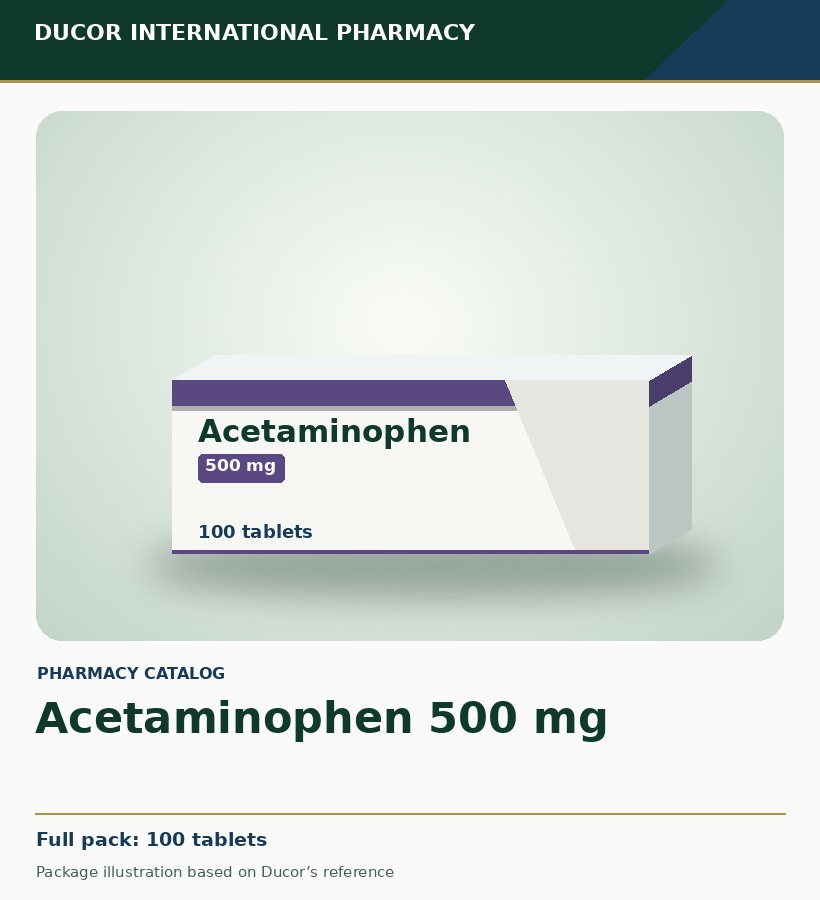 DUCOR INTERNATIONAL PHARMACY
Acetaminophen
500 mg
100 tablets
PHARMACY CATALOG
Acetaminophen 500 mg
Full pack: 100 tablets
Package illustration based on Ducor’s reference